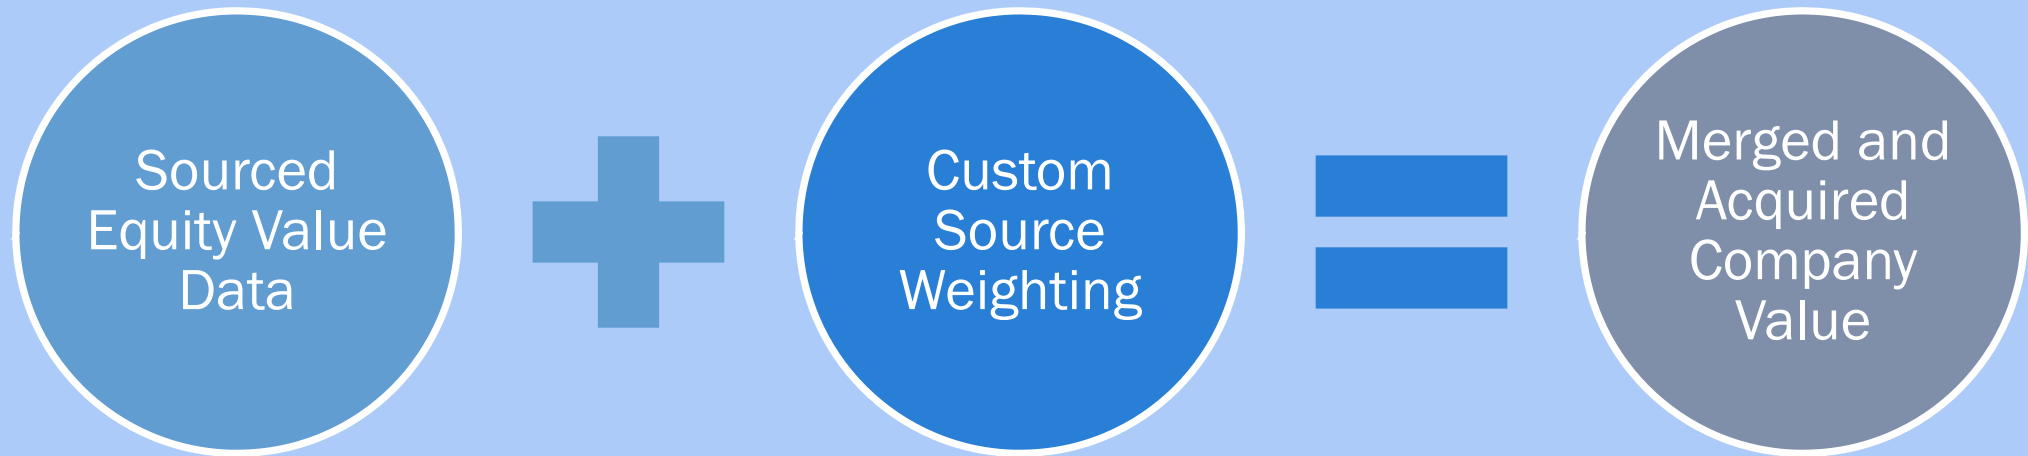 Sourced
Equity Value
Data
Custom
Source
Weighting
Merged and
Acquired
Company
Value